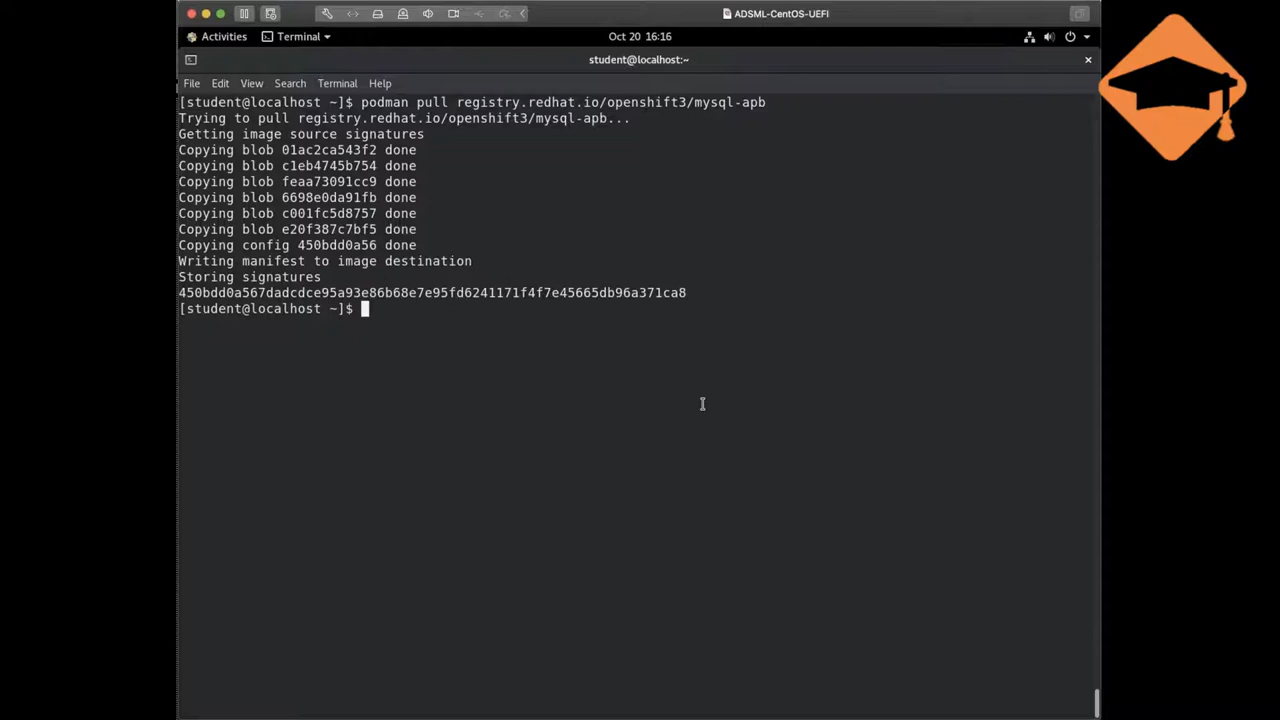 ADSML-CentOS-UEFI
Activities Terminal Oct 20 16:16
student@localhost:~
File Edit View Search Terminal Help
[student@localhost ~]$ podman pull registry.redhat.io/openshift3/mysql-apb
Trying to pull registry.redhat.io/openshift3/mysql-apb...
Getting image source signatures
Copying blob 01ac2ca543f2 done
Copying blob c1eb4745b754 done
Copying blob feaa73091cc9 done
Copying blob 6698e0da91fb done
Copying blob c001fc5d8757 done
Copying blob e20f387c7bf5 done
Copying config 450bdd0a56 done
Writing manifest to image destination
Storing signatures
450bdd0a567dadcdce95a93e86b68e7e95fd6241171f4f7e45665db96a371ca8
[student@localhost ~]$